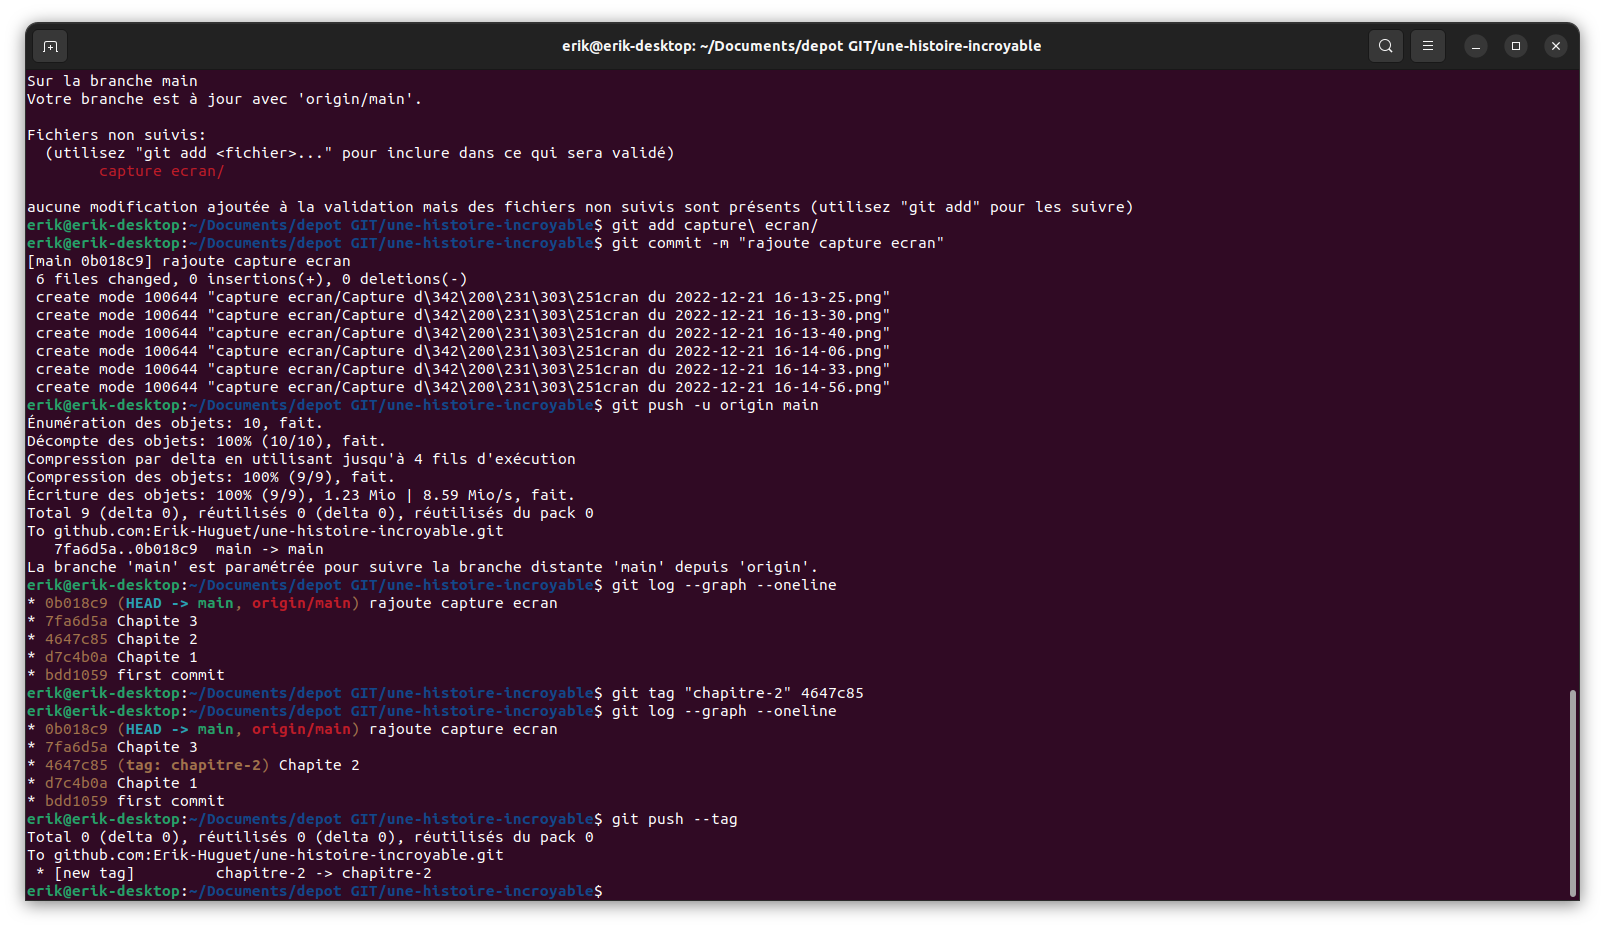 erik@erik-desktop: ~/Documents/depot GIT/une-histoire-incroyable
Sur la branche main
Votre branche est à jour avec 'origin/main'.
Fichiers non suivis:
  (utilisez "git add <fichier>..." pour inclure dans ce qui sera validé)
        capture ecran/
aucune modification ajoutée à la validation mais des fichiers non suivis sont présents (utilisez "git add" pour les suivre)
erik@erik-desktop:~/Documents/depot GIT/une-histoire-incroyable$ git add capture\ ecran/
erik@erik-desktop:~/Documents/depot GIT/une-histoire-incroyable$ git commit -m "rajoute capture ecran"
[main 0b018c9] rajoute capture ecran
 6 files changed, 0 insertions(+), 0 deletions(-)
 create mode 100644 "capture ecran/Capture d\342\200\231\303\251cran du 2022-12-21 16-13-25.png"
 create mode 100644 "capture ecran/Capture d\342\200\231\303\251cran du 2022-12-21 16-13-30.png"
 create mode 100644 "capture ecran/Capture d\342\200\231\303\251cran du 2022-12-21 16-13-40.png"
 create mode 100644 "capture ecran/Capture d\342\200\231\303\251cran du 2022-12-21 16-14-06.png"
 create mode 100644 "capture ecran/Capture d\342\200\231\303\251cran du 2022-12-21 16-14-33.png"
 create mode 100644 "capture ecran/Capture d\342\200\231\303\251cran du 2022-12-21 16-14-56.png"
erik@erik-desktop:~/Documents/depot GIT/une-histoire-incroyable$ git push -u origin main
Énumération des objets: 10, fait.
Décompte des objets: 100% (10/10), fait.
Compression par delta en utilisant jusqu'à 4 fils d'exécution
Compression des objets: 100% (9/9), fait.
Écriture des objets: 100% (9/9), 1.23 Mio | 8.59 Mio/s, fait.
Total 9 (delta 0), réutilisés 0 (delta 0), réutilisés du pack 0
To github.com:Erik-Huguet/une-histoire-incroyable.git
   7fa6d5a..0b018c9  main -> main
La branche 'main' est paramétrée pour suivre la branche distante 'main' depuis 'origin'.
erik@erik-desktop:~/Documents/depot GIT/une-histoire-incroyable$ git log --graph --oneline
* 0b018c9 (HEAD -> main, origin/main) rajoute capture ecran
* 7fa6d5a Chapite 3
* 4647c85 Chapite 2
* d7c4b0a Chapite 1
* bdd1059 first commit
erik@erik-desktop:~/Documents/depot GIT/une-histoire-incroyable$ git tag "chapitre-2" 4647c85
erik@erik-desktop:~/Documents/depot GIT/une-histoire-incroyable$ git log --graph --oneline
* 0b018c9 (HEAD -> main, origin/main) rajoute capture ecran
* 7fa6d5a Chapite 3
* 4647c85 (tag: chapitre-2) Chapite 2
* d7c4b0a Chapite 1
* bdd1059 first commit
erik@erik-desktop:~/Documents/depot GIT/une-histoire-incroyable$ git push --tag
Total 0 (delta 0), réutilisés 0 (delta 0), réutilisés du pack 0
To github.com:Erik-Huguet/une-histoire-incroyable.git
 * [new tag]         chapitre-2 -> chapitre-2
erik@erik-desktop:~/Documents/depot GIT/une-histoire-incroyable$